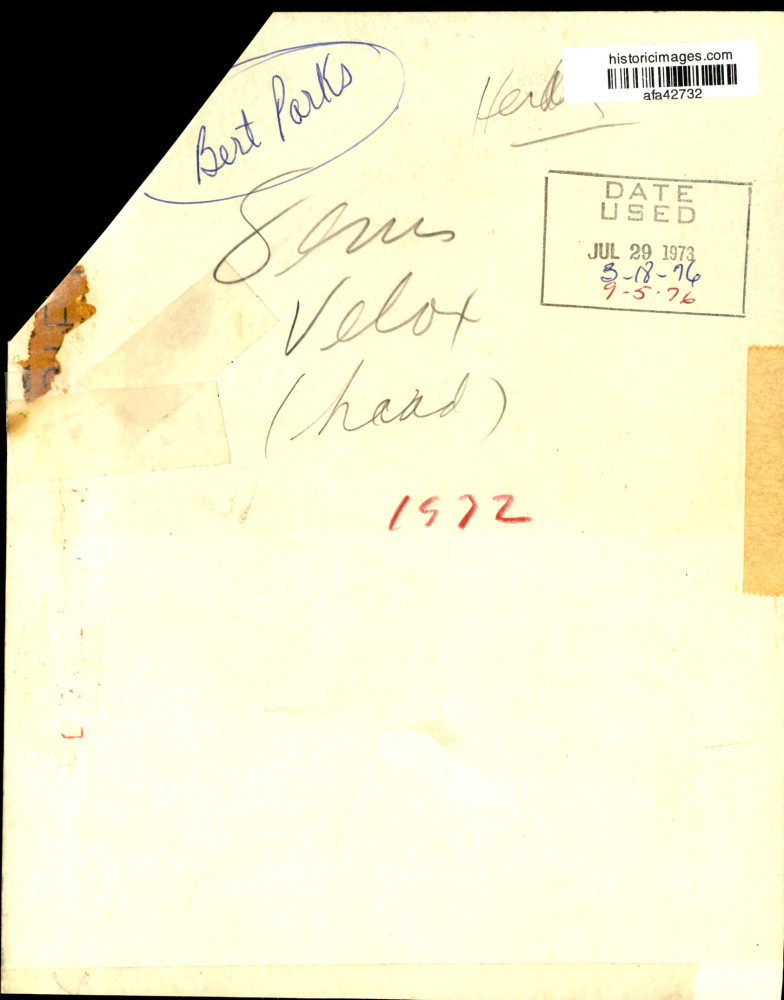 historicimages.com
afa42732
Bert Parks
DATE
USED
JUL 29 1973
3-18-76
9-5-76
Velox
(head)
1972